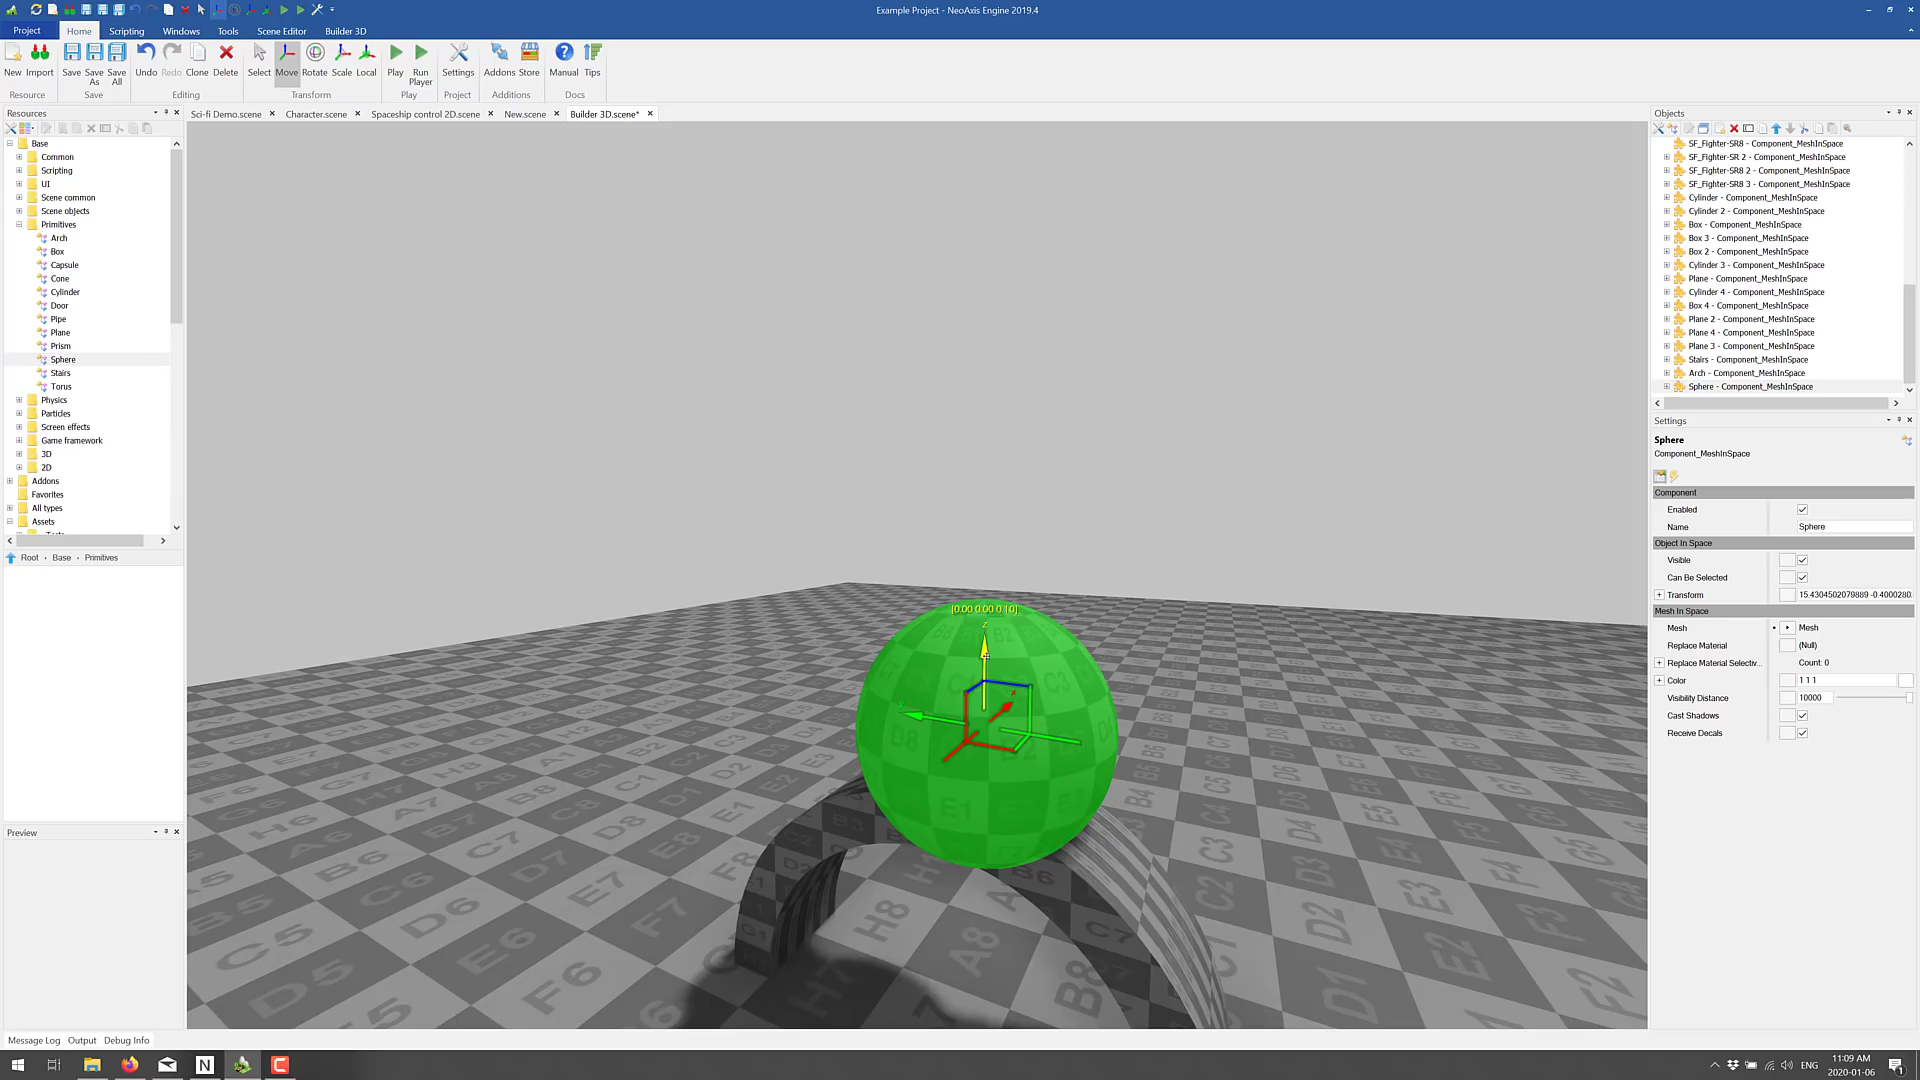 Example Project - NeoAxis Engine 2019.4
Project
Home
Scripting
Windows
Tools
Scene Editor
Builder 3D
New
Import
Save
Save As
Save All
Undo
Redo
Clone
Delete
Select
Move
Rotate
Scale
Local
Play
Run Player
Settings
Addons
Store
Manual
Tips
Resource
Save
Editing
Transform
Play
Project
Additions
Docs
Resources
Sci-fi Demo.scene
Character.scene
Spaceship control 2D.scene
New.scene
Builder 3D.scene*
Objects
Base
Common
Scripting
UI
Scene common
Scene objects
Primitives
Arch
Box
Capsule
Cone
Cylinder
Door
Pipe
Plane
Prism
Sphere
Stairs
Torus
Physics
Particles
Screen effects
Game framework
3D
2D
Addons
Favorites
All types
Assets
Root
Base
Primitives
Preview
[0.00 0.00 0.10]
z
x
y
SF_Fighter-SR8 - Component_MeshInSpace
SF_Fighter-SR 2 - Component_MeshInSpace
SF_Fighter-SR8 2 - Component_MeshInSpace
SF_Fighter-SR8 3 - Component_MeshInSpace
Cylinder - Component_MeshInSpace
Cylinder 2 - Component_MeshInSpace
Box - Component_MeshInSpace
Box 3 - Component_MeshInSpace
Box 2 - Component_MeshInSpace
Cylinder 3 - Component_MeshInSpace
Plane - Component_MeshInSpace
Cylinder 4 - Component_MeshInSpace
Box 4 - Component_MeshInSpace
Plane 2 - Component_MeshInSpace
Plane 4 - Component_MeshInSpace
Plane 3 - Component_MeshInSpace
Stairs - Component_MeshInSpace
Arch - Component_MeshInSpace
Sphere - Component_MeshInSpace
Settings
Sphere
Component_MeshInSpace
Component
Enabled
Name Sphere
Object In Space
Visible
Can Be Selected
Transform 15.4304502079889 -0.4000280.
Mesh In Space
Mesh Mesh
Replace Material (Null)
Replace Material Selectiv... Count: 0
Color 1 1 1
Visibility Distance 10000
Cast Shadows
Receive Decals
Message Log
Output
Debug Info
ENG
11:09 AM
2020-01-06